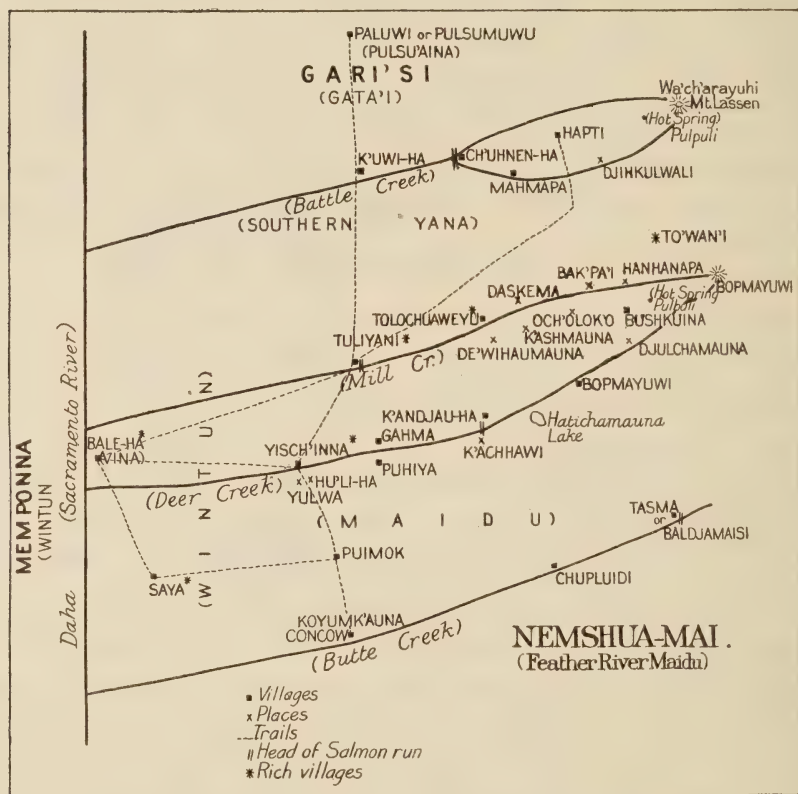 PALUWI or PULSUMUWU
(PULSU'AINA)
GARI'SI
(GATA'I)
Wa'ch'arayuhi
Mt. Lassen
(Hot Spring)
Pulpuli
HAPTI
K'UWI-HA
CH'UHNEN-HA
DJIHKULWALI
MAHMAPA
(Battle Creek)
(SOUTHERN YANA)
TO'WAN'I
BAK'PA'I
HANHANAPA
DASKEMA
BOPMAYUWI
(Hot Spring
Pulpuli
TOLOCHUAWEYU
OCH'OLOK'O
BUSHKUINA
TULIYANI
KASHMAUNA
DE'WIHAUMAUNA
DJULCHAMAUNA
(Mill Cr.)
BOPMAYUWI
K'ANDJAU-HA
Hatichamauna
Lake
BALE-HA
(VINA)
YISCH'INNA
GAHMA
K'ACHHAWI
PUHIYA
HU'LI-HA
YULWA
(Deer Creek)
(WINTUN)
MEMPONNA
(WINTUN
Daha (Sacramento River)
(MAIDU)
TASMA
or
BALDJAMAISI
PUIMOK
SAYA
CHUPLUIDI
KOYUMK'AUNA
CONCOW
(Butte Creek)
NEMSHUA-MAI.
(Feather River Maidu)
Villages
Places
Trails
Head of Salmon run
Rich villages